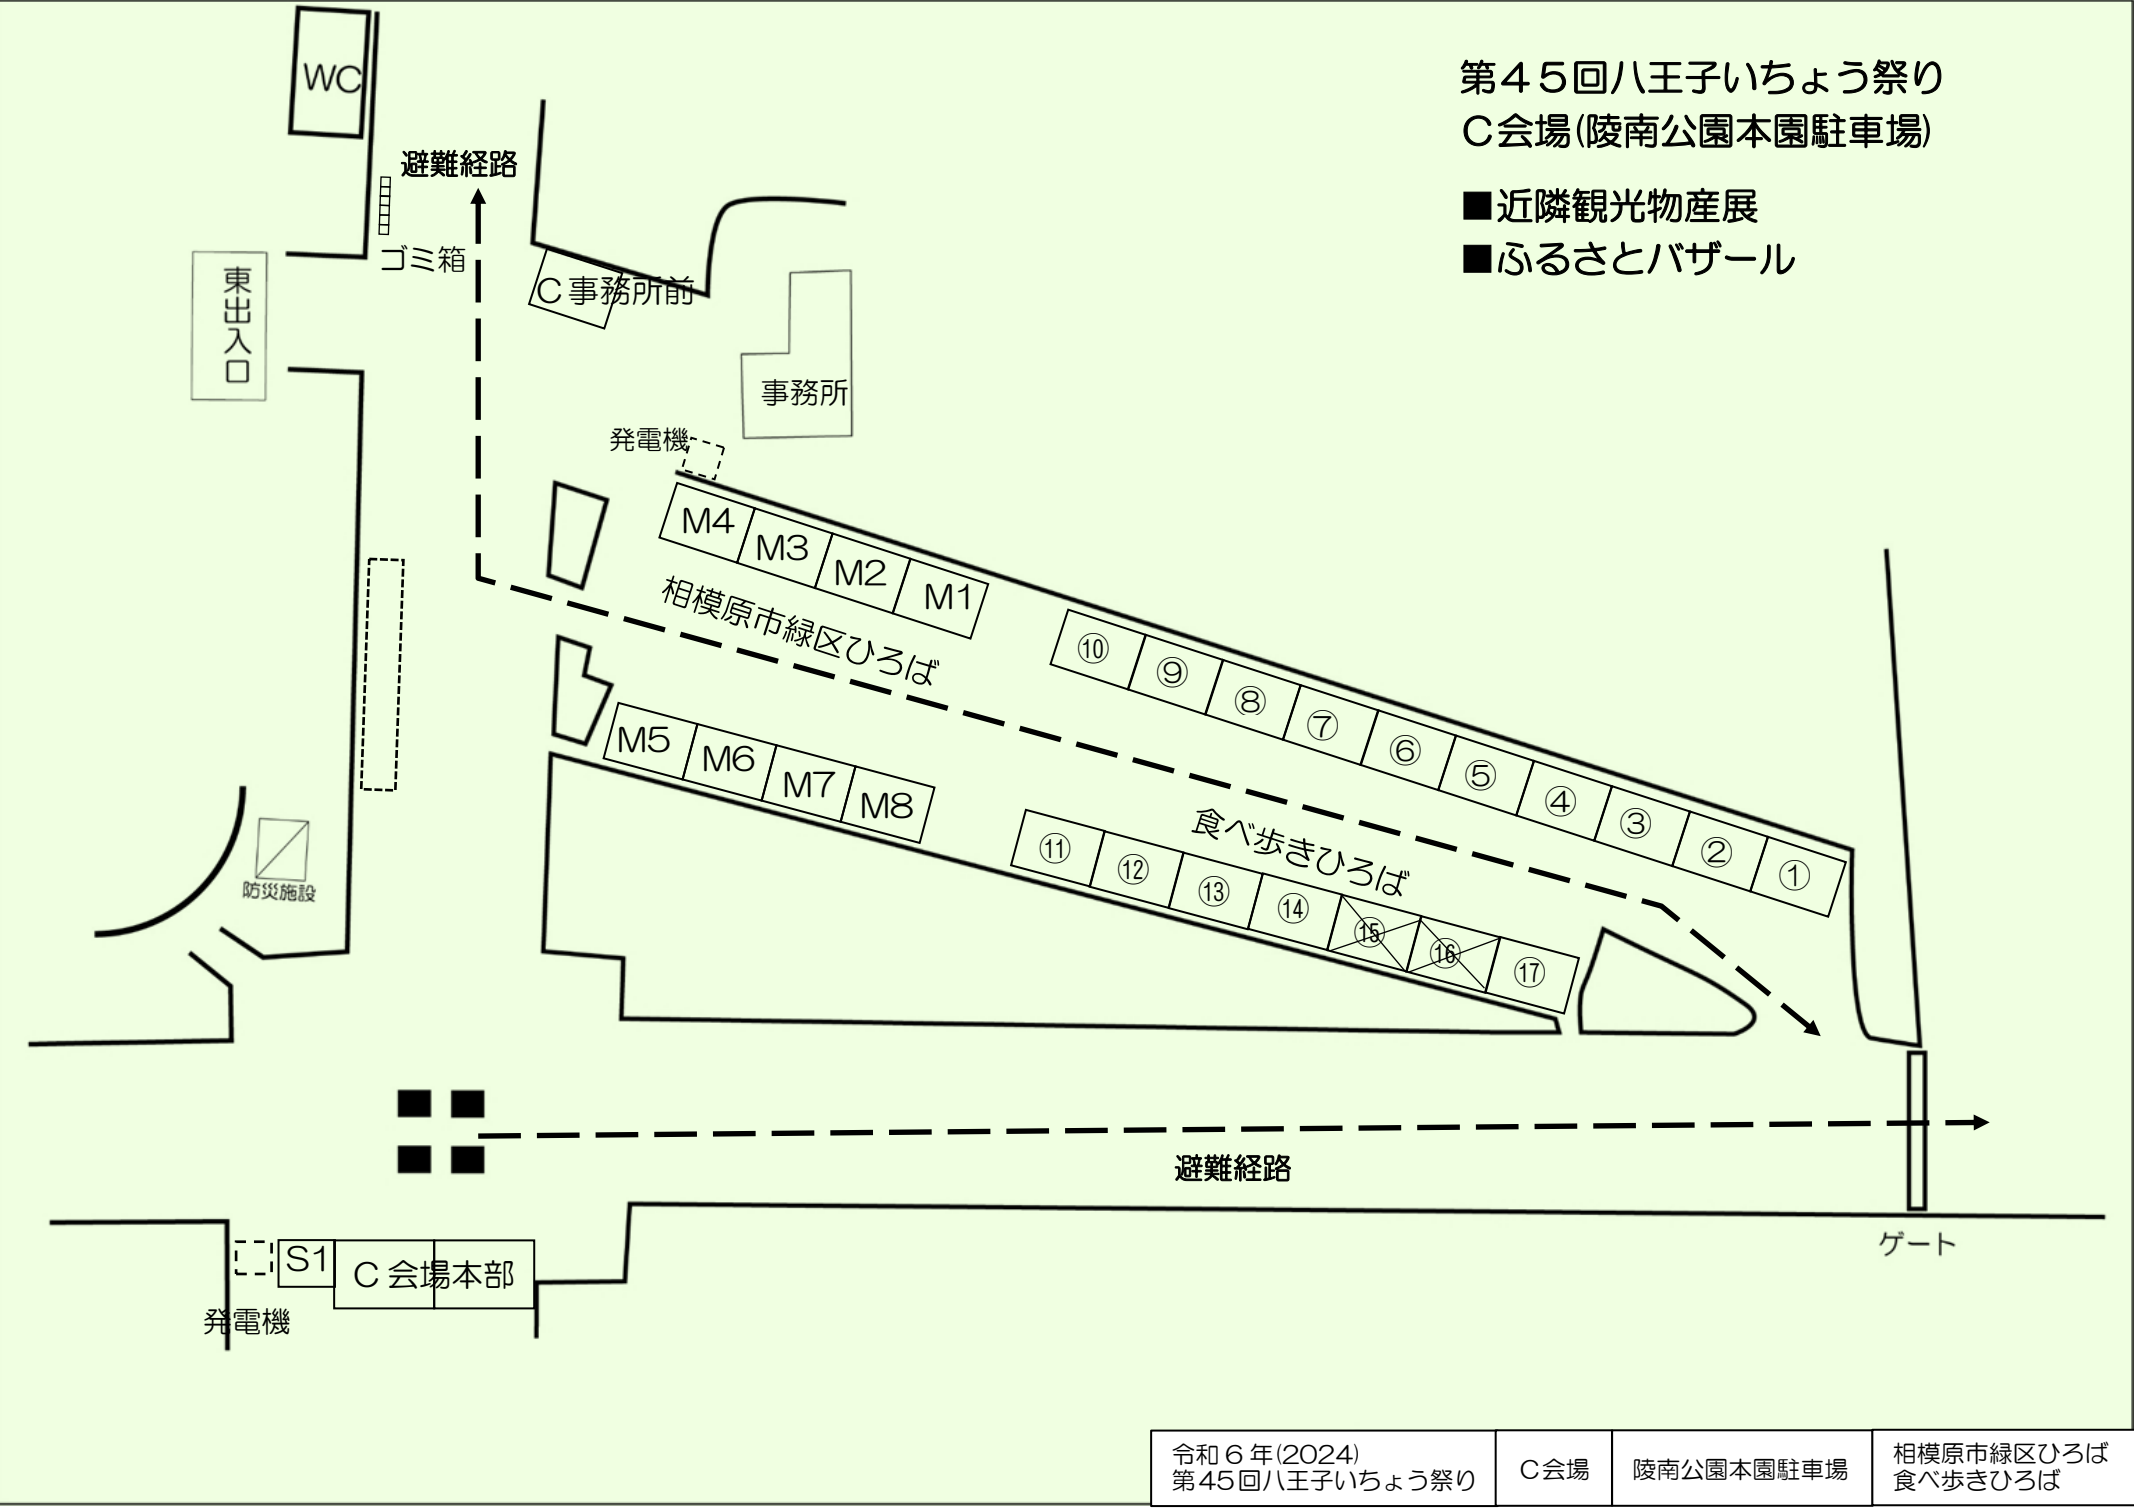 第４５回八王子いちょう祭り
Ｃ会場(陵南公園本園駐車場)
■近隣観光物産展
■ふるさとバザール
WC
避難経路
ゴミ箱
東出入口
Ｃ事務所前
事務所
発電機
M4
M3
M2
M1
相模原市緑区ひろば
⑩
⑨
⑧
⑦
⑥
⑤
④
③
②
①
M5
M6
M7
M8
食べ歩きひろば
⑪
⑫
⑬
⑭
⑮
⑯
⑰
防災施設
避難経路
ゲート
S1
Ｃ会場本部
発電機
令和６年(2024)
第45回八王子いちょう祭り
Ｃ会場
陵南公園本園駐車場
相模原市緑区ひろば
食べ歩きひろば